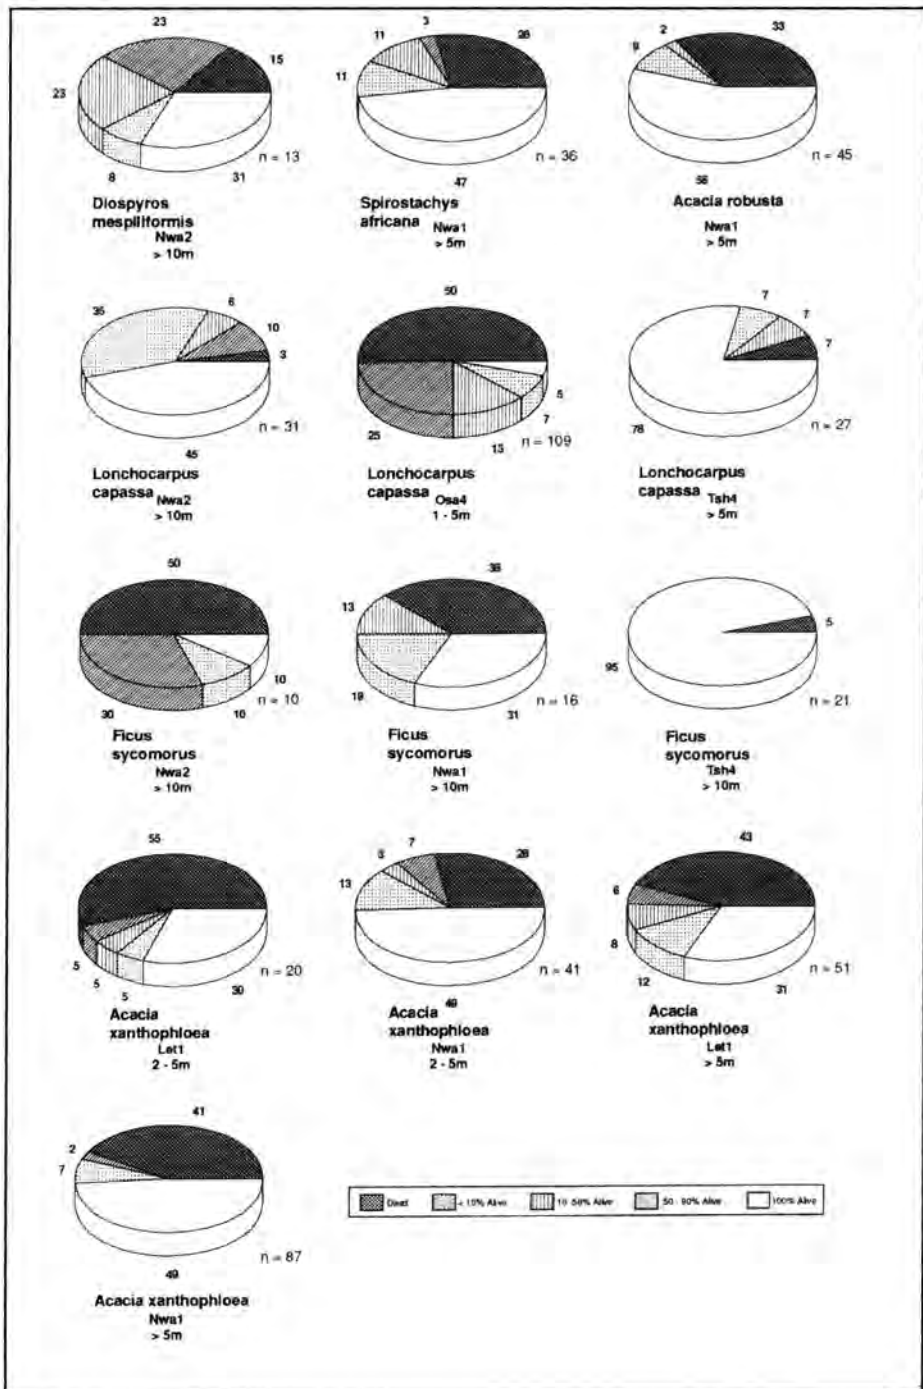 23
15
23
8
31
n = 13
Diospyros
mespiliformis
Nwa2
> 10m
3
28
11
11
47
n = 36
Spirostachys
africana
Nwa1
> 5m
2
33
9
n = 45
Acacia robusta
Nwa1
> 5m
35
6
10
3
45
n = 31
Lonchocarpus
capassa
Nwa2
> 10m
50
5
7
25
13
n = 109
Lonchocarpus
capassa
Osa4
1 - 5m
7
7
7
78
n = 27
Lonchocarpus
capassa
Tsh4
> 5m
50
10
30
10
n = 10
Ficus
sycomorus
Nwa2
> 10m
38
13
19
31
n = 16
Ficus
sycomorus
Nwa1
> 10m
5
95
n = 21
Ficus
sycomorus
Tsh4
> 10m
55
5
5
5
30
n = 20
Acacia
xanthophloea
Let1
2 - 5m
3
7
28
13
49
n = 41
Acacia
xanthophloea
Nwa1
2 - 5m
43
6
8
12
31
n = 51
Acacia
xanthophloea
Let1
> 5m
41
2
7
49
n = 87
Acacia xanthophloea
Nwa1
> 5m
Dead < 10% Alive 10-50% Alive 50 - 90% Alive 100% Alive